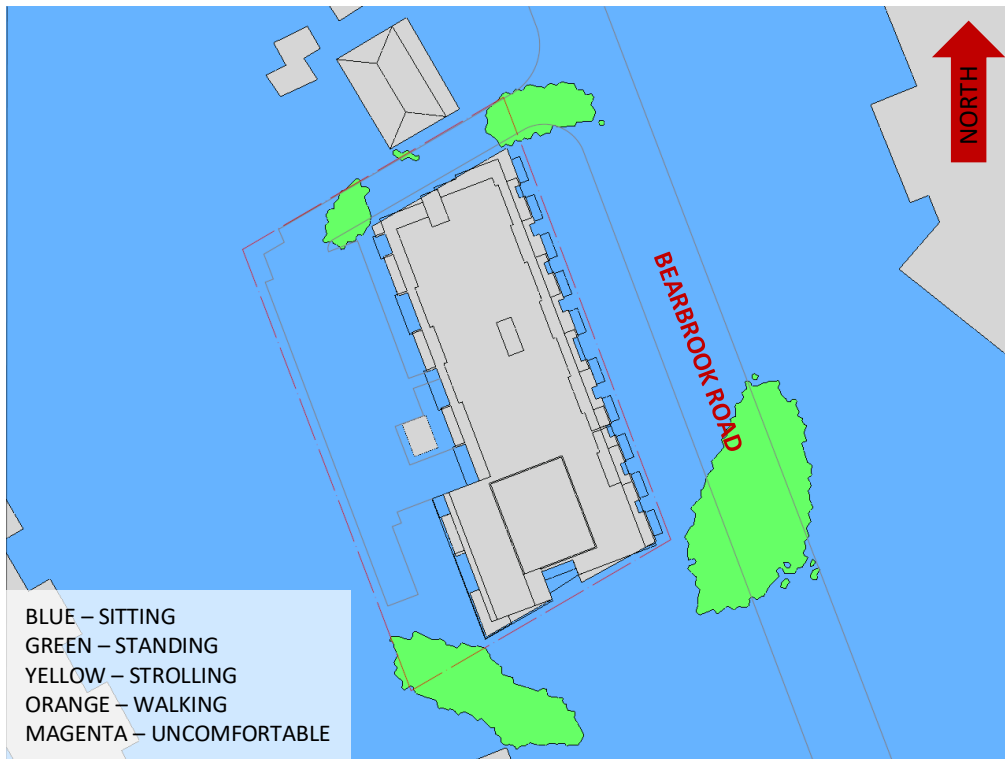 NORTH
BEARBROOK ROAD
BLUE – SITTING
GREEN – STANDING
YELLOW – STROLLING
ORANGE – WALKING
MAGENTA – UNCOMFORTABLE